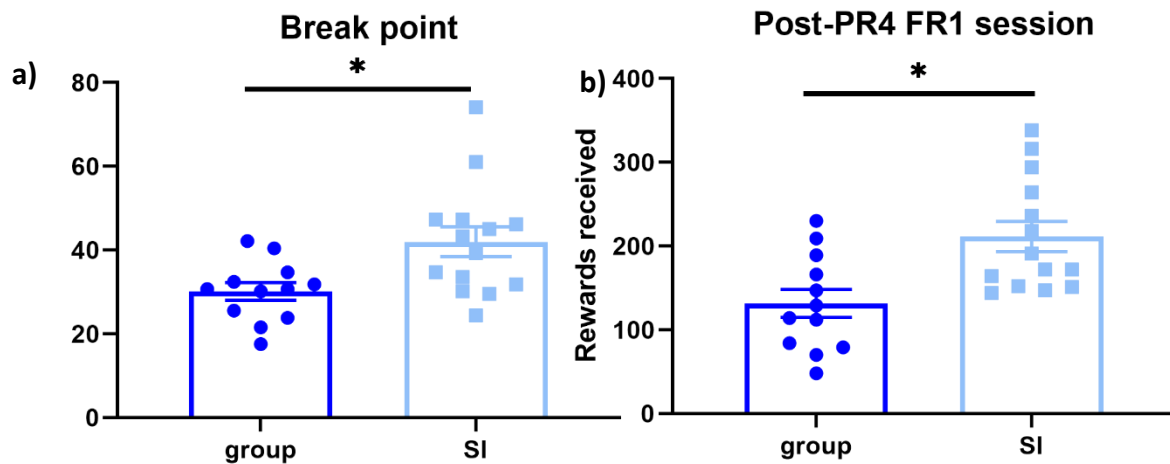 Break point
a)
*
80
60
40
20
0
group
SI
Post-PR4 FR1 session
b)
*
Rewards received
400
300
200
100
0
group
SI